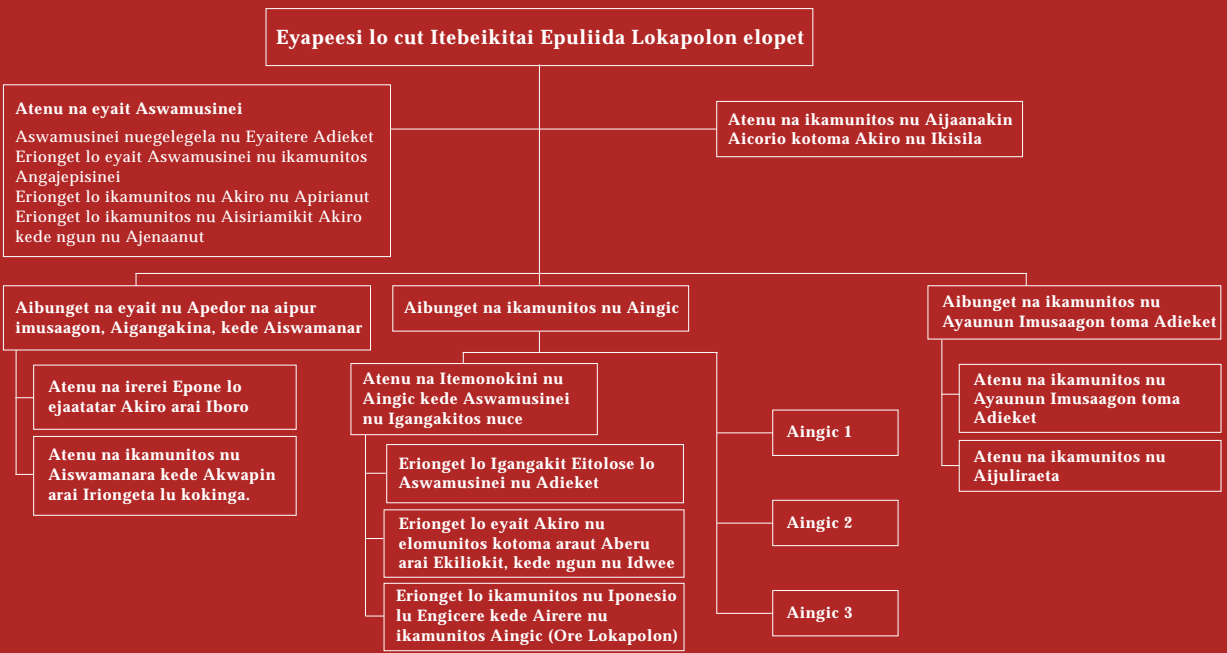 Eyapeesi lo cut Itebeikitai Epuliida Lokapolon elopet
Atenu na eyait Aswamusinei
Aswamusinei nuegelegela nu Eyaitere Adieket
Erionget lo eyait Aswamusinei nu ikamunitos
Angajepisinei
Erionget lo ikamunitos nu Akiro nu Apirianut
Erionget lo ikamunitos nu Aisiriamikit Akiro
kede ngun nu Ajenaanut
Atenu na ikamunitos nu Aijaanakin
Aicorio kotoma Akiro nu Ikisila
Aibunget na eyait nu Apedor na aipur
imusaagon, Aigangakina, kede Aiswamanar
Atenu na irerei Epone lo
ejaatatar Akiro arai Iboro
Atenu na ikamunitos nu
Aiswamanara kede Akwapin
arai Iriongeta lu kokinga.
Aibunget na ikamunitos nu Aingic
Atenu na Itemonokini nu
Aingic kede Aswamusinei
nu Igangakitos nuce
Erionget lo Igangakit Eitolose lo
Aswamusinei nu Adieket
Erionget lo eyait Akiro nu
elomunitos kotoma araut Aberu
arai Ekiliokit, kede ngun nu Idwee
Erionget lo ikamunitos nu Iponesio
lu Engicere kede Airere nu
ikamunitos Aingic (Ore Lokapolon)
Aingic 1
Aingic 2
Aingic 3
Aibunget na ikamunitos nu
Ayaunun Imusaagon toma Adieket
Atenu na ikamunitos nu
Ayaunun Imusaagon toma
Adieket
Atenu na ikamunitos nu
Aijuliraeta